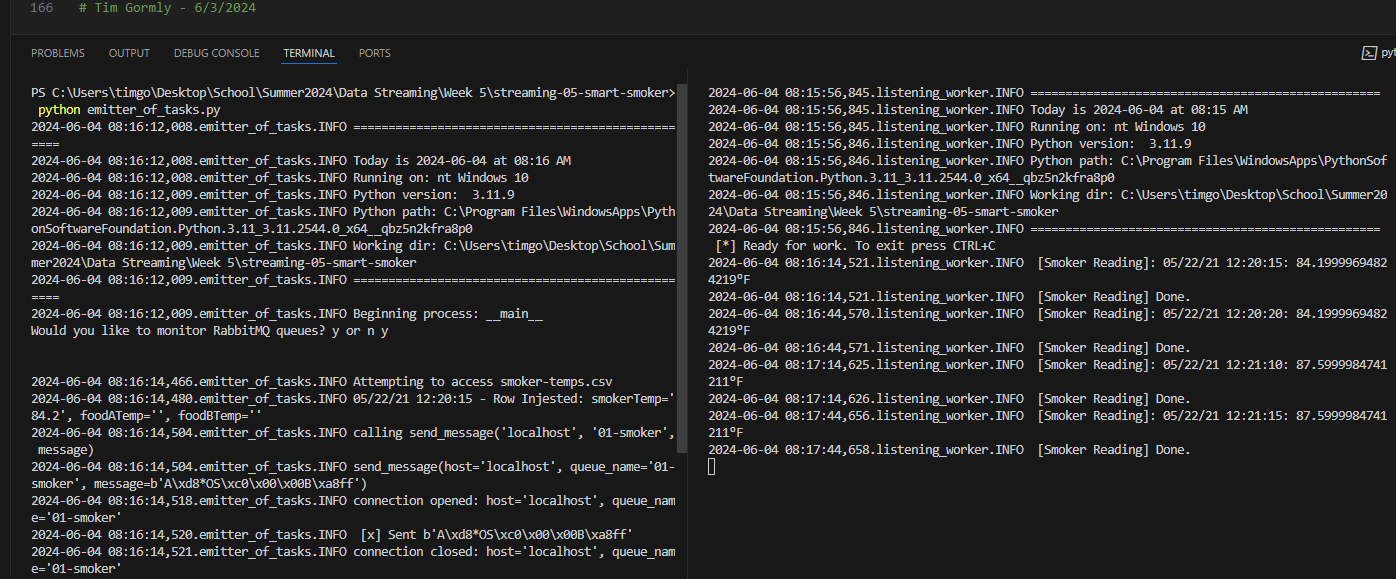 166 # Tim Gormly - 6/3/2024
PROBLEMS OUTPUT DEBUG CONSOLE TERMINAL PORTS
pyt
PS C:\Users\timgo\Desktop\School\Summer2024\Data Streaming\Week 5\streaming-05-smart-smoker>
python emitter_of_tasks.py
2024-06-04 08:16:12,008.emitter_of_tasks.INFO ==============================================
====
2024-06-04 08:16:12,008.emitter_of_tasks.INFO Today is 2024-06-04 at 08:16 AM
2024-06-04 08:16:12,008.emitter_of_tasks.INFO Running on: nt Windows 10
2024-06-04 08:16:12,009.emitter_of_tasks.INFO Python version:  3.11.9
2024-06-04 08:16:12,009.emitter_of_tasks.INFO Python path: C:\Program Files\WindowsApps\Pyth
onSoftwareFoundation.Python.3.11_3.11.2544.0_x64__qbz5n2kfra8p0
2024-06-04 08:16:12,009.emitter_of_tasks.INFO Working dir: C:\Users\timgo\Desktop\School\Sum
mer2024\Data Streaming\Week 5\streaming-05-smart-smoker
2024-06-04 08:16:12,009.emitter_of_tasks.INFO ==============================================
====
2024-06-04 08:16:12,009.emitter_of_tasks.INFO Beginning process: __main__
Would you like to monitor RabbitMQ queues? y or n y
2024-06-04 08:16:14,466.emitter_of_tasks.INFO Attempting to access smoker-temps.csv
2024-06-04 08:16:14,480.emitter_of_tasks.INFO 05/22/21 12:20:15 - Row Injested: smokerTemp='
84.2', foodATemp='', foodBTemp=''
2024-06-04 08:16:14,504.emitter_of_tasks.INFO calling send_message('localhost', '01-smoker',
message)
2024-06-04 08:16:14,504.emitter_of_tasks.INFO send_message(host='localhost', queue_name='01-
smoker', message=b'A\xd8*OS\xc0\x00\x00B\xa8ff')
2024-06-04 08:16:14,518.emitter_of_tasks.INFO connection opened: host='localhost', queue_nam
e='01-smoker'
2024-06-04 08:16:14,520.emitter_of_tasks.INFO  [x] Sent b'A\xd8*OS\xc0\x00\x00B\xa8ff'
2024-06-04 08:16:14,521.emitter_of_tasks.INFO connection closed: host='localhost', queue_nam
e='01-smoker'
2024-06-04 08:15:56,845.listening_worker.INFO ==================================================
2024-06-04 08:15:56,845.listening_worker.INFO Today is 2024-06-04 at 08:15 AM
2024-06-04 08:15:56,845.listening_worker.INFO Running on: nt Windows 10
2024-06-04 08:15:56,846.listening_worker.INFO Python version:  3.11.9
2024-06-04 08:15:56,846.listening_worker.INFO Python path: C:\Program Files\WindowsApps\PythonSof
twareFoundation.Python.3.11_3.11.2544.0_x64__qbz5n2kfra8p0
2024-06-04 08:15:56,846.listening_worker.INFO Working dir: C:\Users\timgo\Desktop\School\Summer20
24\Data Streaming\Week 5\streaming-05-smart-smoker
2024-06-04 08:15:56,846.listening_worker.INFO ==================================================
[*] Ready for work. To exit press CTRL+C
2024-06-04 08:16:14,521.listening_worker.INFO  [Smoker Reading]: 05/22/21 12:20:15: 84.1999969482
4219°F
2024-06-04 08:16:14,521.listening_worker.INFO  [Smoker Reading] Done.
2024-06-04 08:16:44,570.listening_worker.INFO  [Smoker Reading]: 05/22/21 12:20:20: 84.1999969482
4219°F
2024-06-04 08:16:44,571.listening_worker.INFO  [Smoker Reading] Done.
2024-06-04 08:17:14,625.listening_worker.INFO  [Smoker Reading]: 05/22/21 12:21:10: 87.5999984741
211°F
2024-06-04 08:17:14,626.listening_worker.INFO  [Smoker Reading] Done.
2024-06-04 08:17:44,656.listening_worker.INFO  [Smoker Reading]: 05/22/21 12:21:15: 87.5999984741
211°F
2024-06-04 08:17:44,658.listening_worker.INFO  [Smoker Reading] Done.